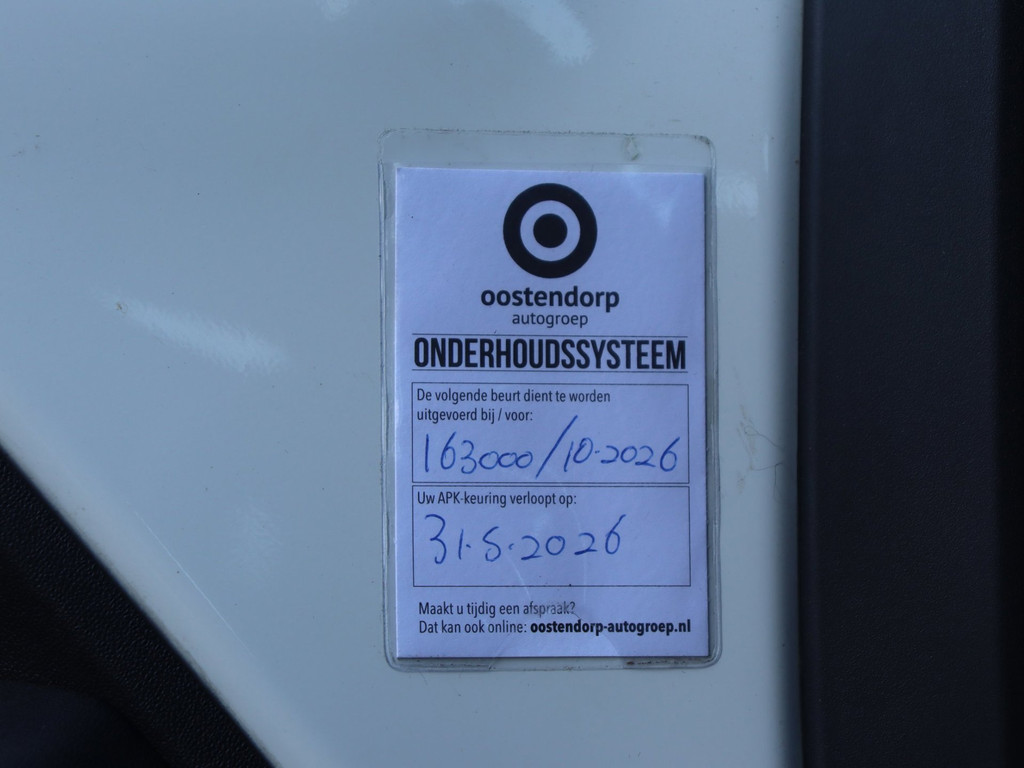 oostendorp
autogroep
ONDERHOUDSSYSTEEM
De volgende beurt dient te worden
uitgevoerd bij / voor:
163000/10-2026
Uw APK-keuring verloopt op:
31.5.2026
Maakt u tijdig een afspraak?
Dat kan ook online: oostendorp-autogroep.nl